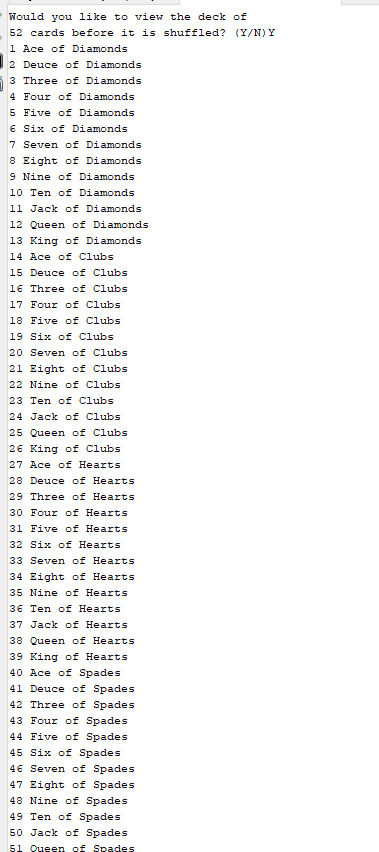 Would you like to view the deck of
52 cards before it is shuffled? (Y/N)Y
1 Ace of Diamonds
2 Deuce of Diamonds
3 Three of Diamonds
4 Four of Diamonds
5 Five of Diamonds
6 Six of Diamonds
7 Seven of Diamonds
8 Eight of Diamonds
9 Nine of Diamonds
10 Ten of Diamonds
11 Jack of Diamonds
12 Queen of Diamonds
13 King of Diamonds
14 Ace of Clubs
15 Deuce of Clubs
16 Three of Clubs
17 Four of Clubs
18 Five of Clubs
19 Six of Clubs
20 Seven of Clubs
21 Eight of Clubs
22 Nine of Clubs
23 Ten of Clubs
24 Jack of Clubs
25 Queen of Clubs
26 King of Clubs
27 Ace of Hearts
28 Deuce of Hearts
29 Three of Hearts
30 Four of Hearts
31 Five of Hearts
32 Six of Hearts
33 Seven of Hearts
34 Eight of Hearts
35 Nine of Hearts
36 Ten of Hearts
37 Jack of Hearts
38 Queen of Hearts
39 King of Hearts
40 Ace of Spades
41 Deuce of Spades
42 Three of Spades
43 Four of Spades
44 Five of Spades
45 Six of Spades
46 Seven of Spades
47 Eight of Spades
48 Nine of Spades
49 Ten of Spades
50 Jack of Spades
51 Queen of Spades